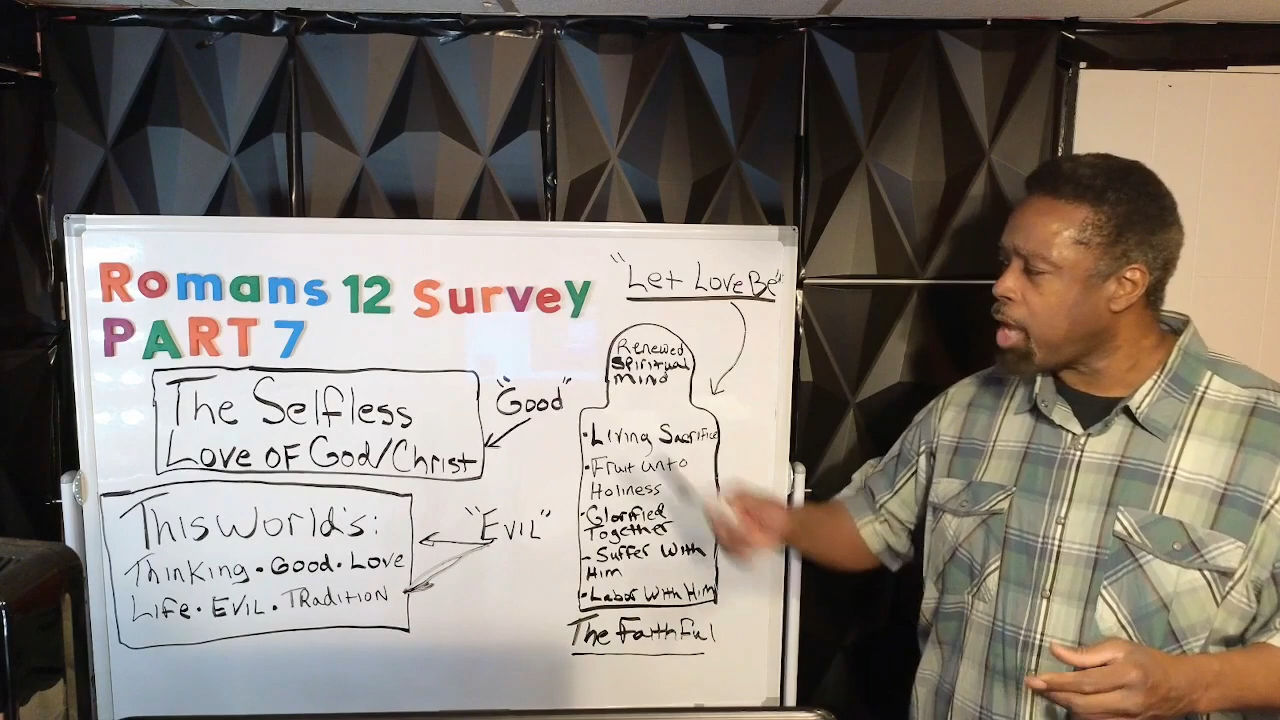 Romans 12 Survey
PART 7
"Let Love Be"
The Selfless
Love of God/Christ
"Good"
This World's:
Thinking · Good · Love
Life · Evil · TRadition
"Evil"
Renewed
Spiritual
Mind
· Living Sacrifice
· Fruit unto
Holiness
· Glorified
Together
- Suffer With
Him
· Labor With Him
The Faithful